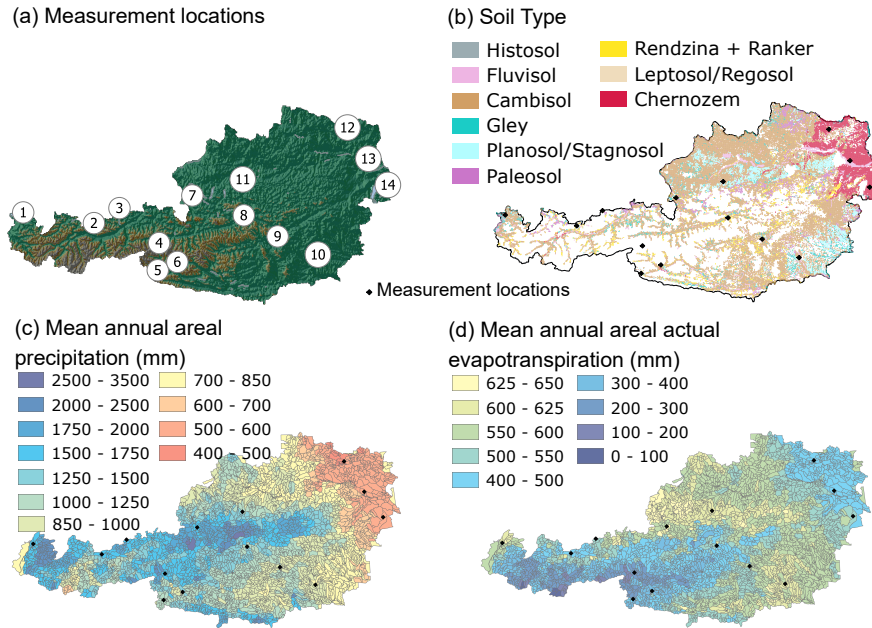 (a) Measurement locations
1
2
3
4
5
6
7
8
9
10
11
12
13
14
Measurement locations
(b) Soil Type
Histosol
Fluvisol
Cambisol
Gley
Planosol/Stagnosol
Paleosol
Rendzina + Ranker
Leptosol/Regosol
Chernozem
(c) Mean annual areal
precipitation (mm)
2500 - 3500
2000 - 2500
1750 - 2000
1500 - 1750
1250 - 1500
1000 - 1250
850 - 1000
700 - 850
600 - 700
500 - 600
400 - 500
(d) Mean annual areal actual
evapotranspiration (mm)
625 - 650
600 - 625
550 - 600
500 - 550
400 - 500
300 - 400
200 - 300
100 - 200
0 - 100